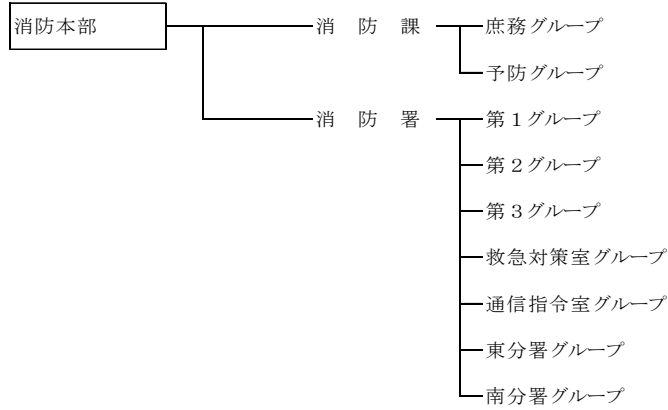 消防本部 消防課 庶務グループ
予防グループ
消防署 第１グループ
第２グループ
第３グループ
救急対策室グループ
通信指令室グループ
東分署グループ
南分署グループ